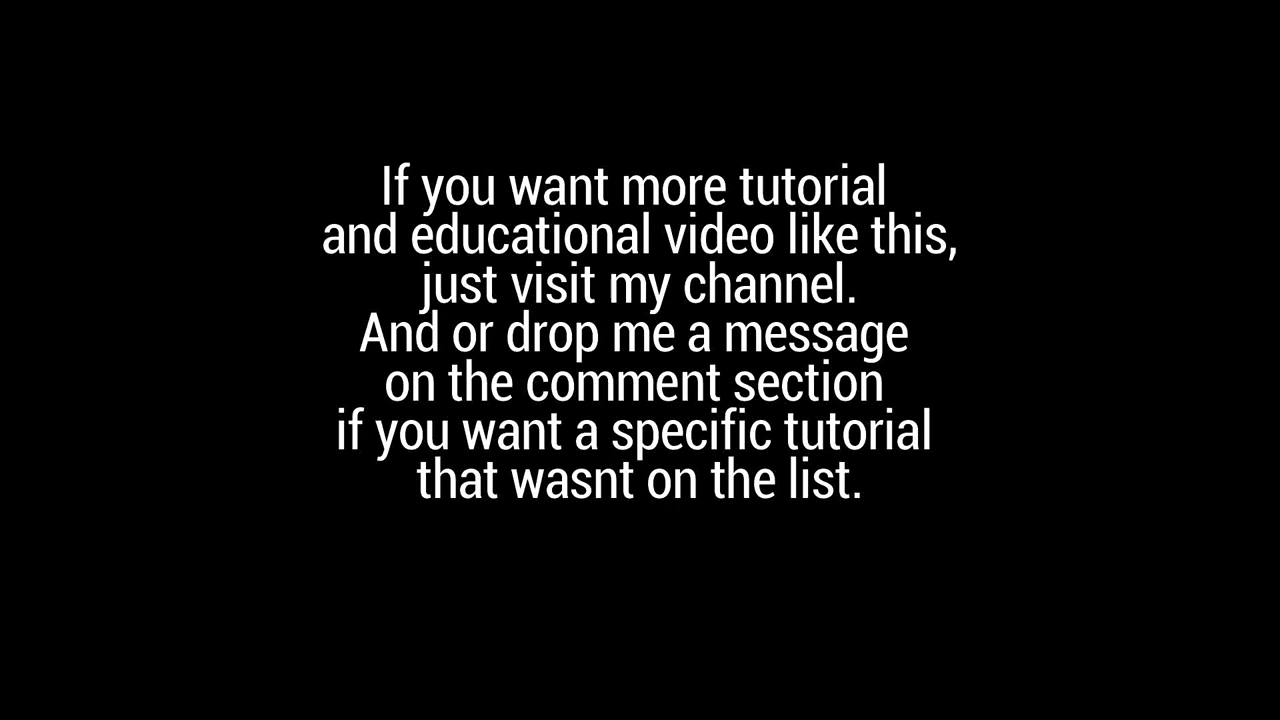 If you want more tutorial
and educational video like this,
just visit my channel.
And or drop me a message
on the comment section
if you want a specific tutorial
that wasnt on the list.